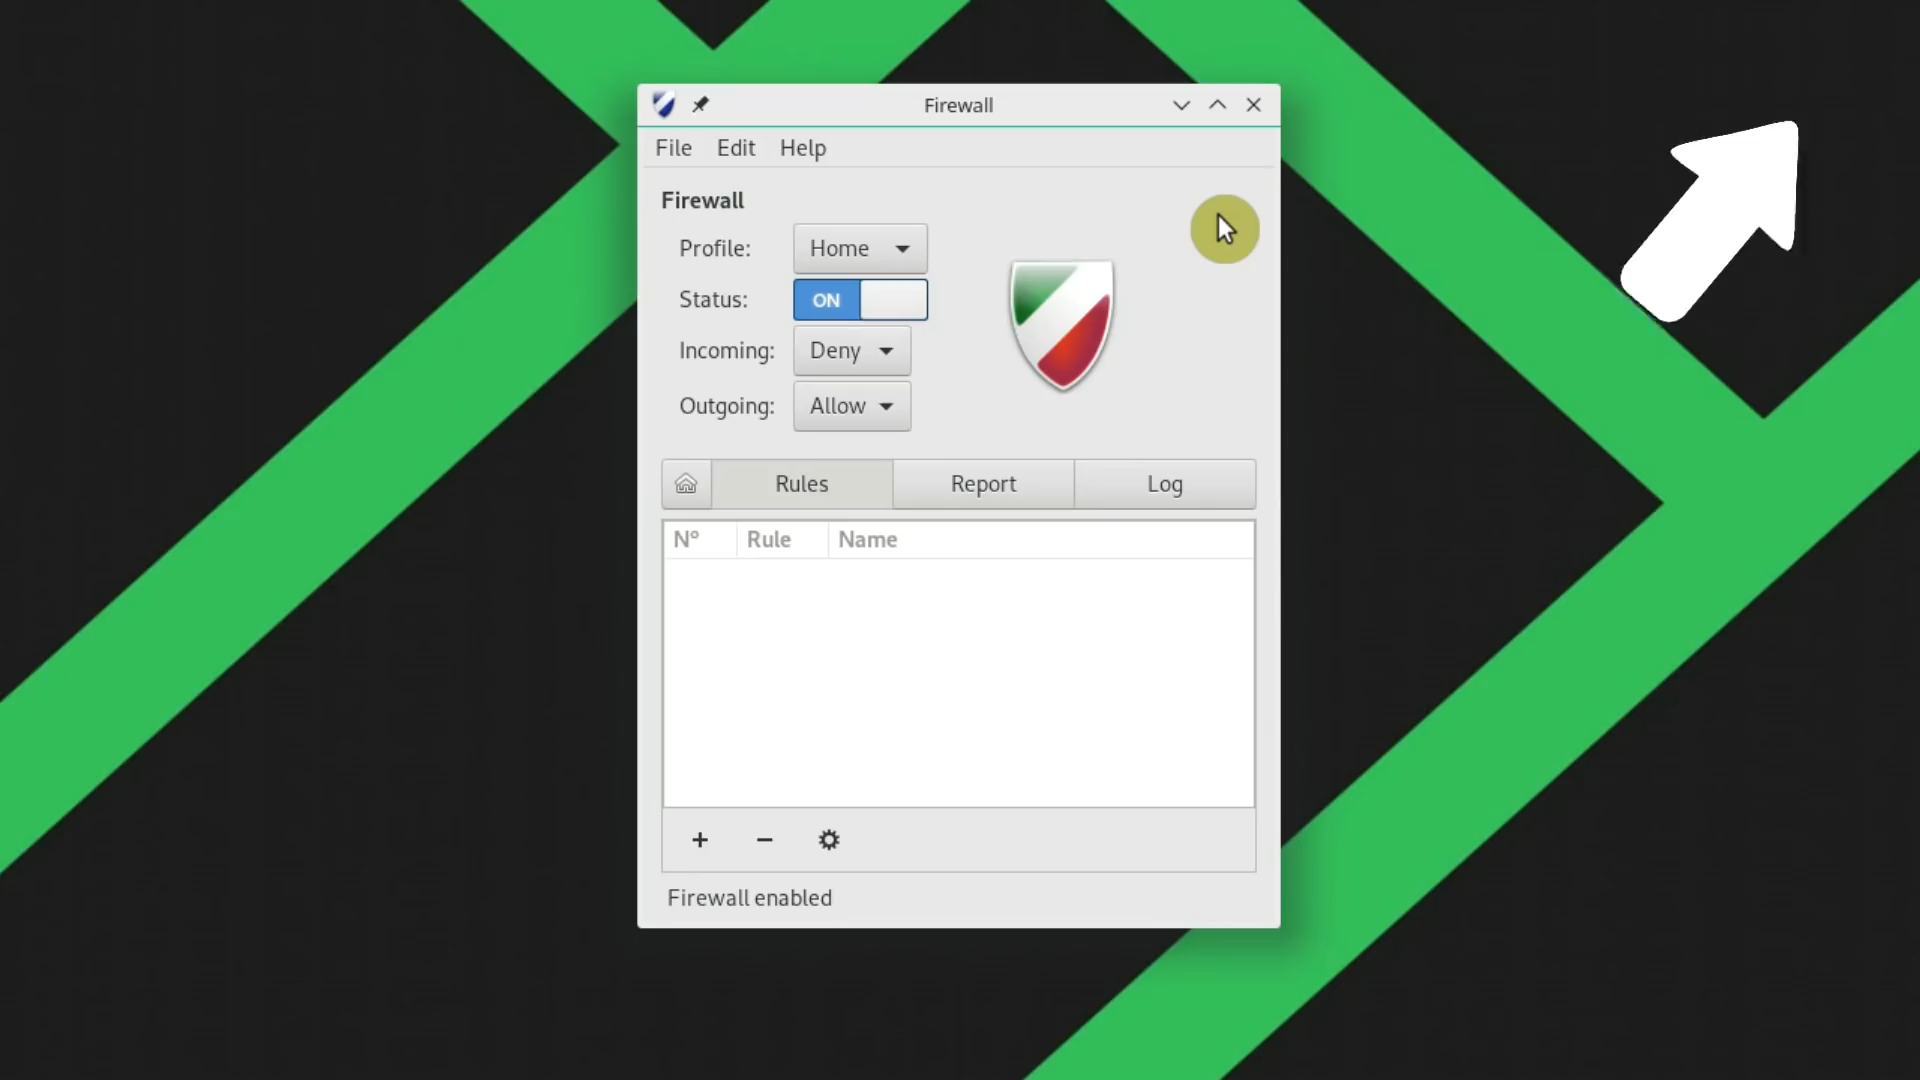 Firewall
File Edit Help
Firewall
Profile: Home
Status: ON
Incoming: Deny
Outgoing: Allow
Rules Report Log
Nº Rule Name
Firewall enabled